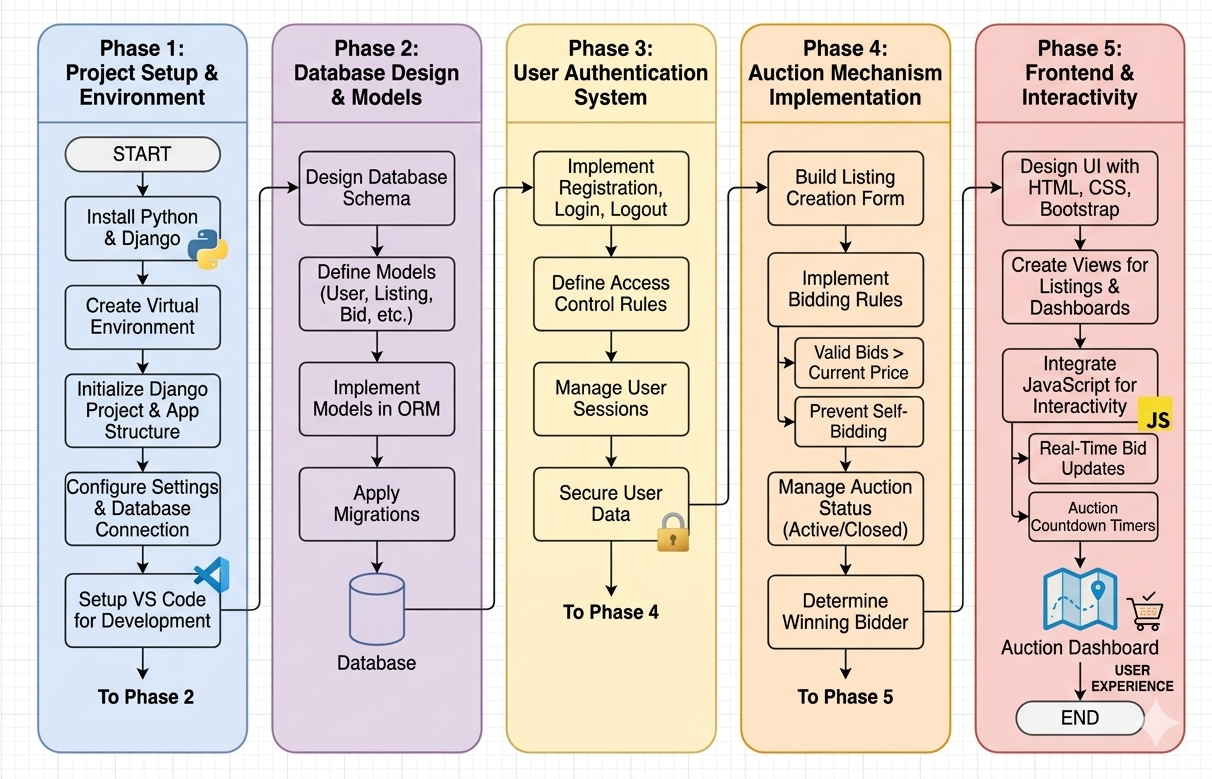 Phase 1:
Project Setup &
Environment
START
Install Python
& Django
Create Virtual
Environment
Initialize Django
Project & App
Structure
Configure Settings
& Database
Connection
Setup VS Code
for Development
To Phase 2
Phase 2:
Database Design
& Models
Design Database
Schema
Define Models
(User, Listing,
Bid, etc.)
Implement
Models in ORM
Apply
Migrations
Database
Phase 3:
User Authentication
System
Implement
Registration,
Login, Logout
Define Access
Control Rules
Manage User
Sessions
Secure User
Data
To Phase 4
Phase 4:
Auction Mechanism
Implementation
Build Listing
Creation Form
Implement
Bidding Rules
Valid Bids >
Current Price
Prevent Self-
Bidding
Manage Auction
Status
(Active/Closed)
Determine
Winning Bidder
To Phase 5
Phase 5:
Frontend &
Interactivity
Design UI with
HTML, CSS,
Bootstrap
Create Views for
Listings &
Dashboards
Integrate
JavaScript for
Interactivity
JS
Real-Time Bid
Updates
Auction
Countdown Timers
Auction Dashboard
USER
EXPERIENCE
END